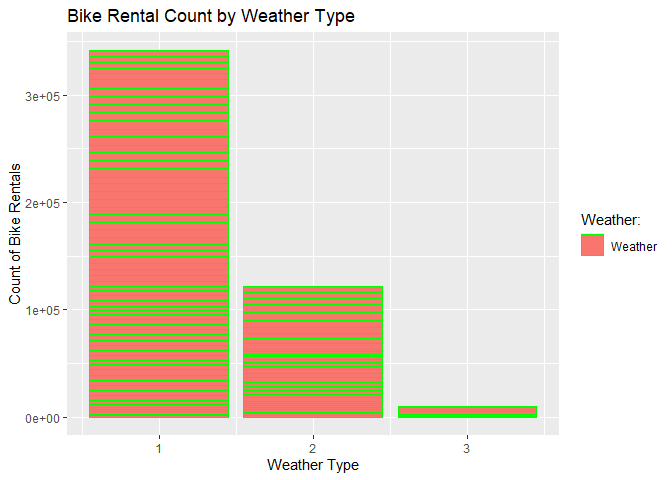 Bike Rental Count by Weather Type
Count of Bike Rentals
3e+05
2e+05
1e+05
0e+00
1
2
3
Weather Type
Weather:
Weather